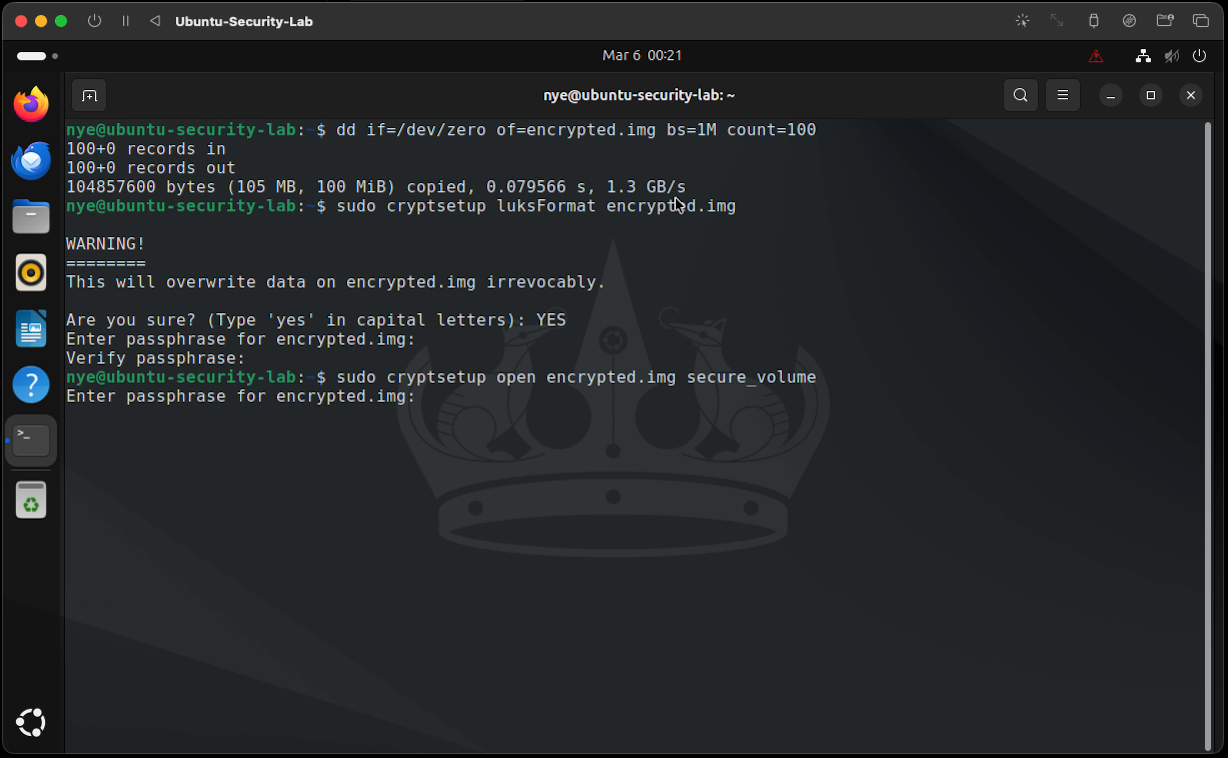 Ubuntu-Security-Lab
Mar 6 00:21
nye@ubuntu-security-lab: ~
nye@ubuntu-security-lab:~$ dd if=/dev/zero of=encrypted.img bs=1M count=100
100+0 records in
100+0 records out
104857600 bytes (105 MB, 100 MiB) copied, 0.079566 s, 1.3 GB/s
nye@ubuntu-security-lab:~$ sudo cryptsetup luksFormat encrypted.img
WARNING!
========
This will overwrite data on encrypted.img irrevocably.
Are you sure? (Type 'yes' in capital letters): YES
Enter passphrase for encrypted.img:
Verify passphrase:
nye@ubuntu-security-lab:~$ sudo cryptsetup open encrypted.img secure_volume
Enter passphrase for encrypted.img: